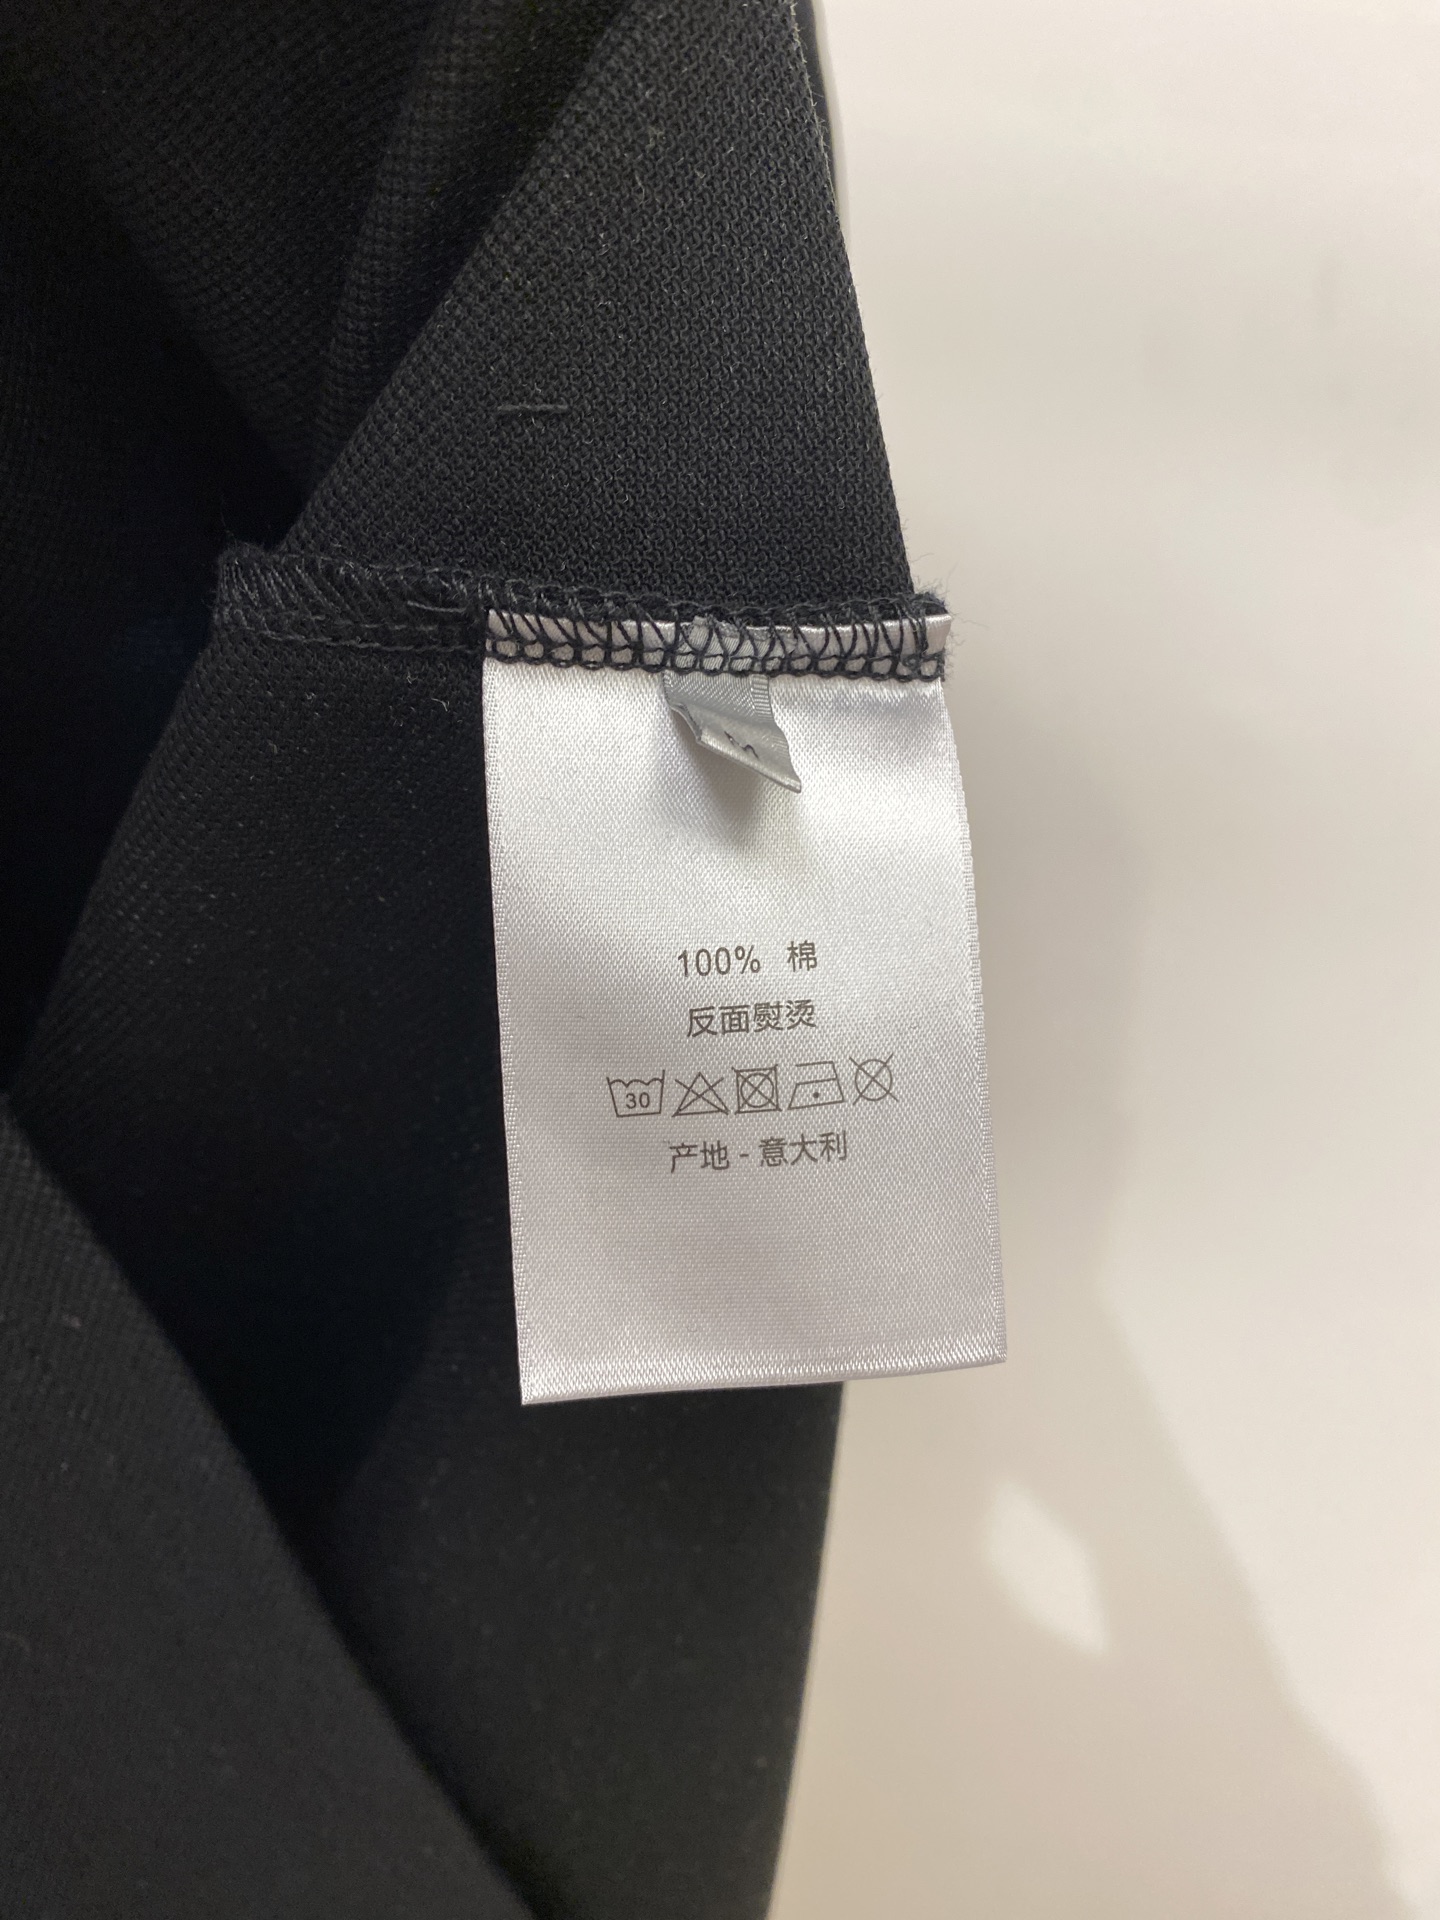 100% 棉
反面熨烫
30
产地 - 意大利